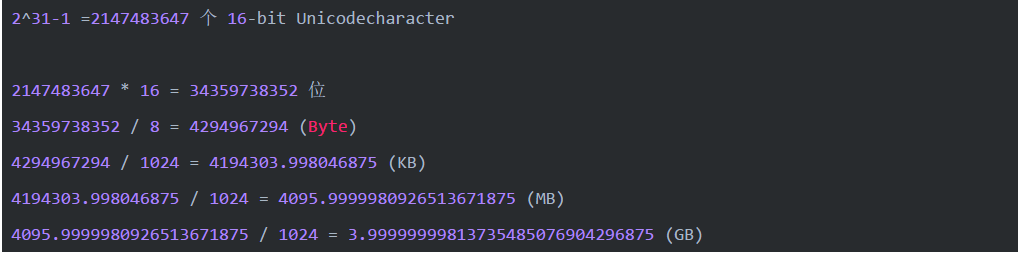 2^31-1 =2147483647 个 16-bit Unicodecharacter
2147483647 * 16 = 34359738352 位
34359738352 / 8 = 4294967294 (Byte)
4294967294 / 1024 = 4194303.998046875 (KB)
4194303.998046875 / 1024 = 4095.9999980926513671875 (MB)
4095.9999980926513671875 / 1024 = 3.99999999813735485076904296875 (GB)